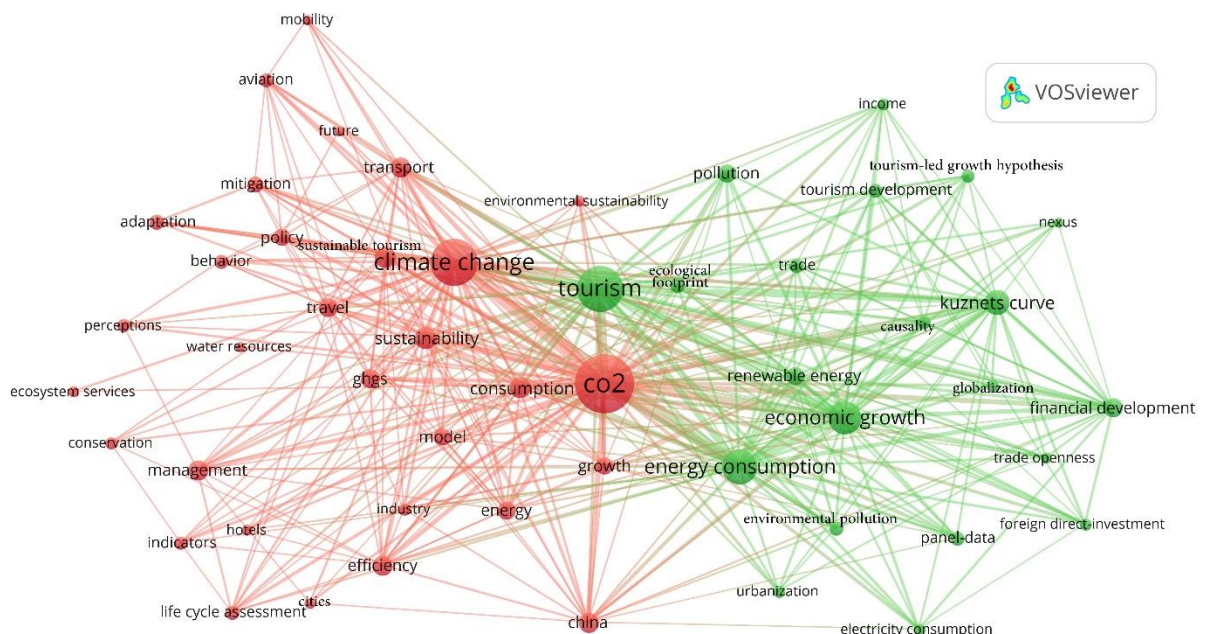 mobility
aviation
VOSviewer
income
future
transport
tourism-led growth hypothesis
pollution
mitigation
tourism development
environmental sustainability
adaptation
nexus
policy
sustainable tourism
behavior
climate change
ecological
footprint
trade
tourism
kuznets curve
travel
perceptions
causality
sustainability
water resources
ghgs
consumption
co2
renewable energy
globalization
ecosystem services
financial development
economic growth
conservation
model
management
growth
energy consumption
trade openness
industry
energy
environmental pollution
foreign direct-investment
hotels
indicators
panel-data
efficiency
urbanization
cities
life cycle assessment
china
electricity consumption